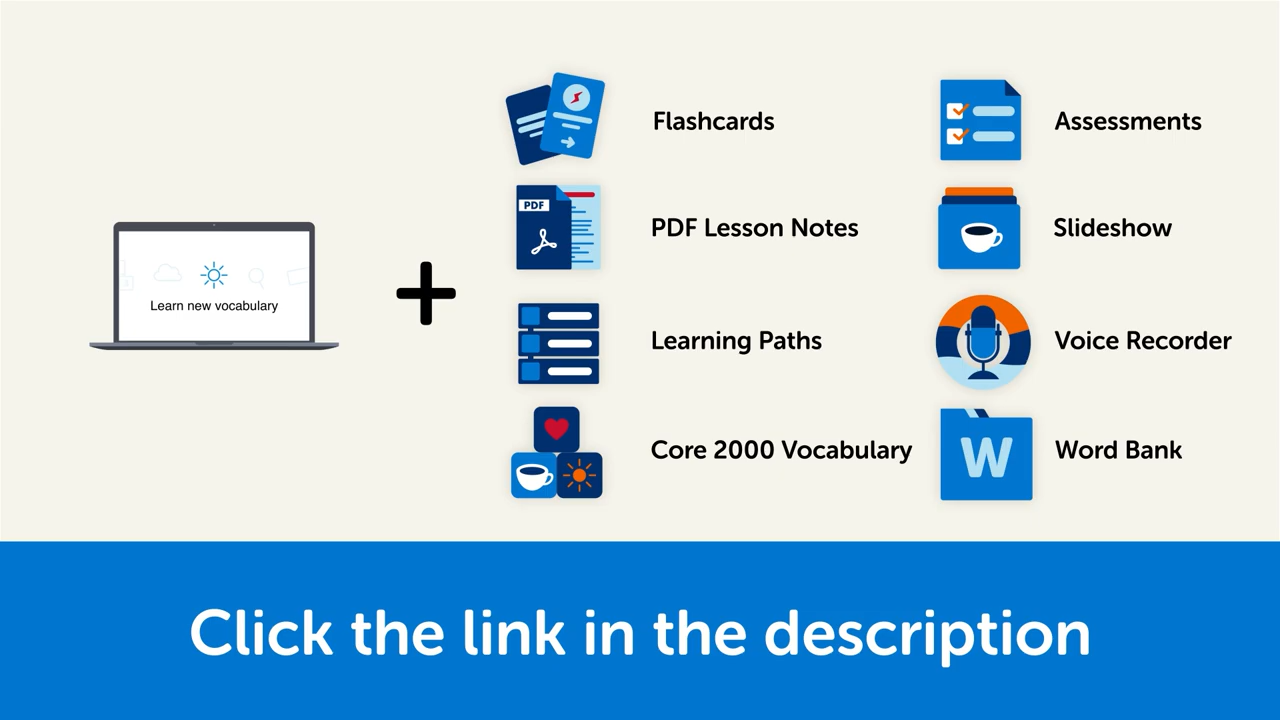 Flashcards
Assessments
PDF
PDF Lesson Notes
Slideshow
Learn new vocabulary
Learning Paths
Voice Recorder
Core 2000 Vocabulary
W
Word Bank
Click the link in the description